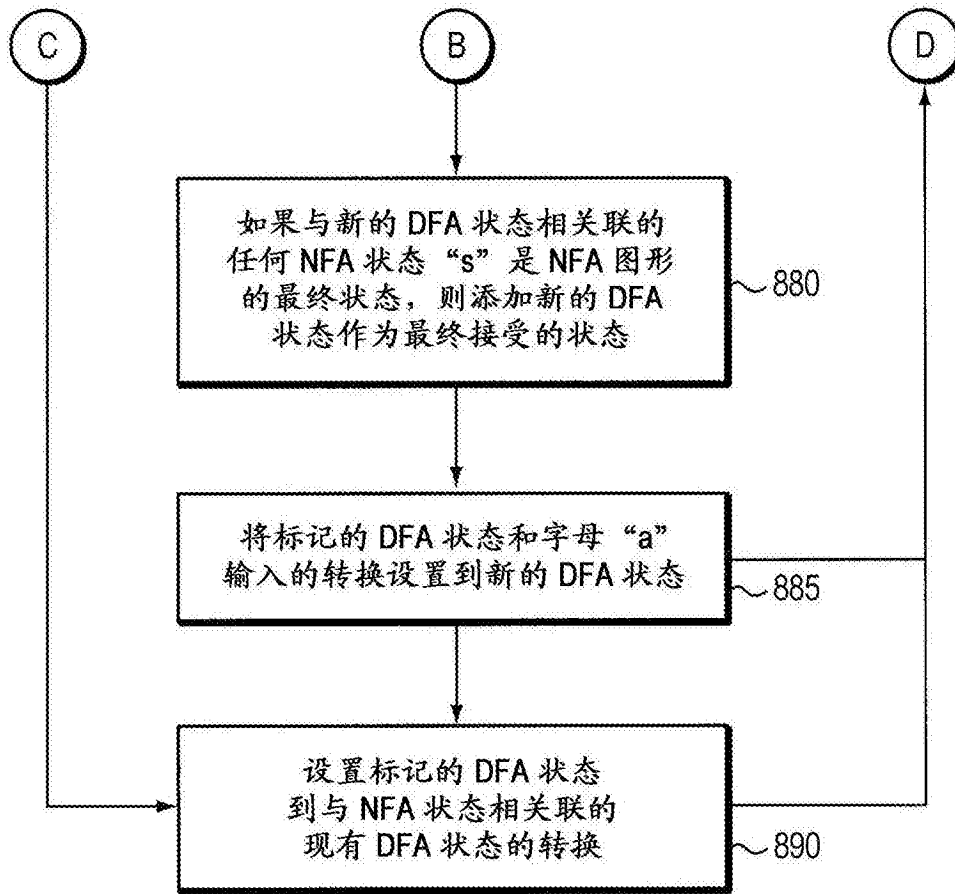 C
B
D
如果与新的 DFA 状态相关联的
任何 NFA 状态“s”是 NFA 图形
的最终状态，则添加新的 DFA
状态作为最终接受的状态
880
将标记的 DFA 状态和字母“a”
输入的转换设置到新的 DFA 状态
885
设置标记的 DFA 状态
到与 NFA 状态相关联的
现有 DFA 状态的转换
890